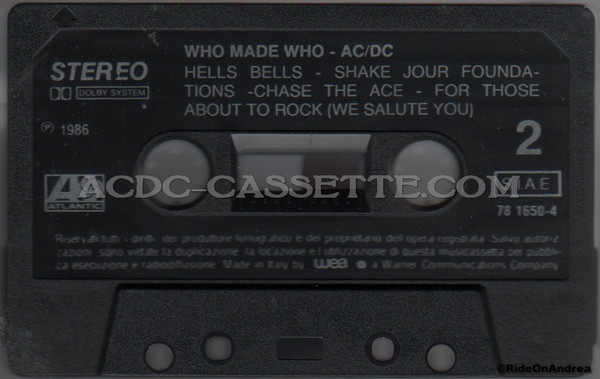 WHO MADE WHO - AC/DC
STEREO
HELLS BELLS - SHAKE JOUR FOUNDA-
TIONS -CHASE THE ACE - FOR THOSE
DOLBY SYSTEM
ABOUT TO ROCK (WE SALUTE YOU)
℗ 1986
2
ACDC-CASSETTE.COM
ATLANTIC
S.I.A.E.
78 1650-4
Riservati tutti i diritti del produttore fonografico e del proprietario dell'opera registrata. Salvo autoriz-
zazioni sono vietate la duplicazione, la locazione e l'utilizzazione di questa musicassetta per pubbli-
ca esecuzione e radiodiffusione. Made in Italy by wea a Warner Communications Company
©RideOnAndrea